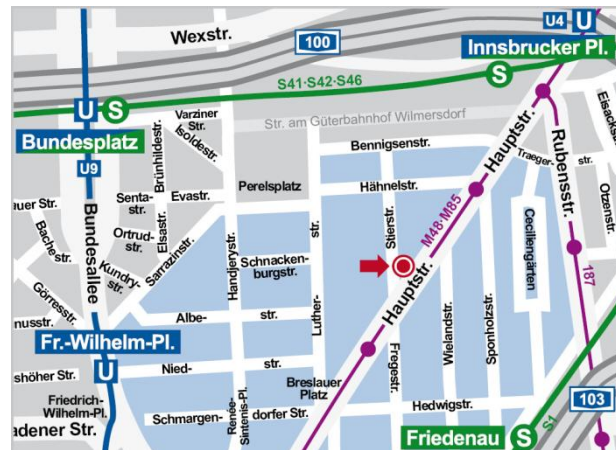 U4 U
Wexstr.
100
Innsbrucker Pl.
S
S41·S42·S46
U S
Bundesplatz
Varziner
Str.
Isoldestr.
Str. am Güterbahnhof Wilmersdorf
Eisackstr.
Bennigsenstr.
Hauptstr.
Traeger-
str.
Rubensstr.
U9
Brünhildestr.
Perelsplatz
Hähnelstr.
Evastr.
Senta-
str.
auer Str.
Bachestr.
Bundesallee
Ortrud-
str.
Elsastr.
Sarrazinstr.
Kundry-
str.
Handjerystr.
Schnacken-
burgstr.
Luther-
str.
Stierstr.
M48·M85
Hauptstr.
Cecilengärten
Otzenstr.
187
Görresstr.
nusstr.
Albe-
str.
Fr.-Wilhelm-Pl.
U
Wielandstr.
Sponholzstr.
Fregestr.
shöher Str.
Nied-
str.
Breslauer
Platz
Friedrich-
Wilhelm-Pl.
Renée-
Sintenis-Pl.
Schmargen-
dorfer Str.
Hedwigstr.
adener Str.
Friedenau
S
S1
103